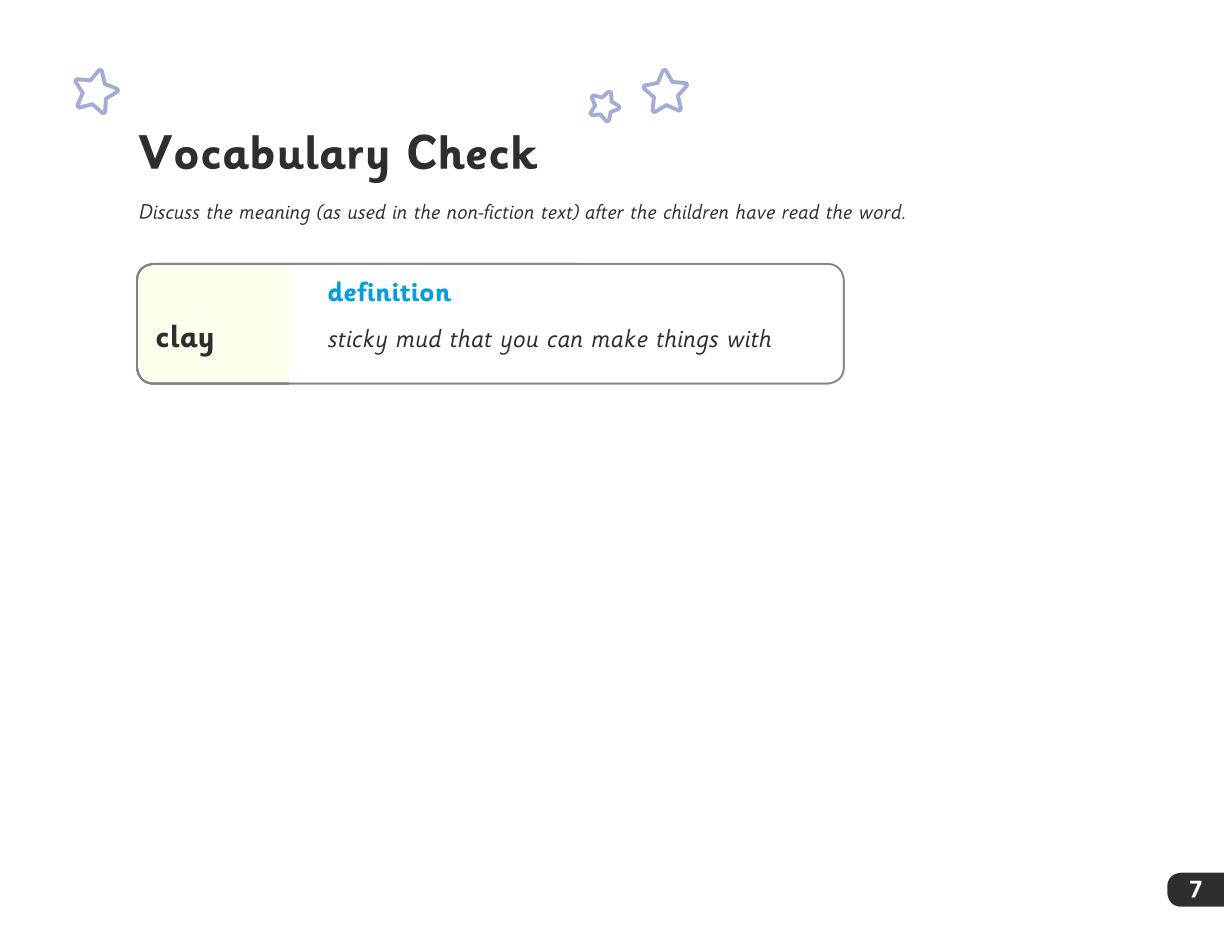 Vocabulary Check
Discuss the meaning (as used in the non-fiction text) after the children have read the word.
definition
clay
sticky mud that you can make things with
7